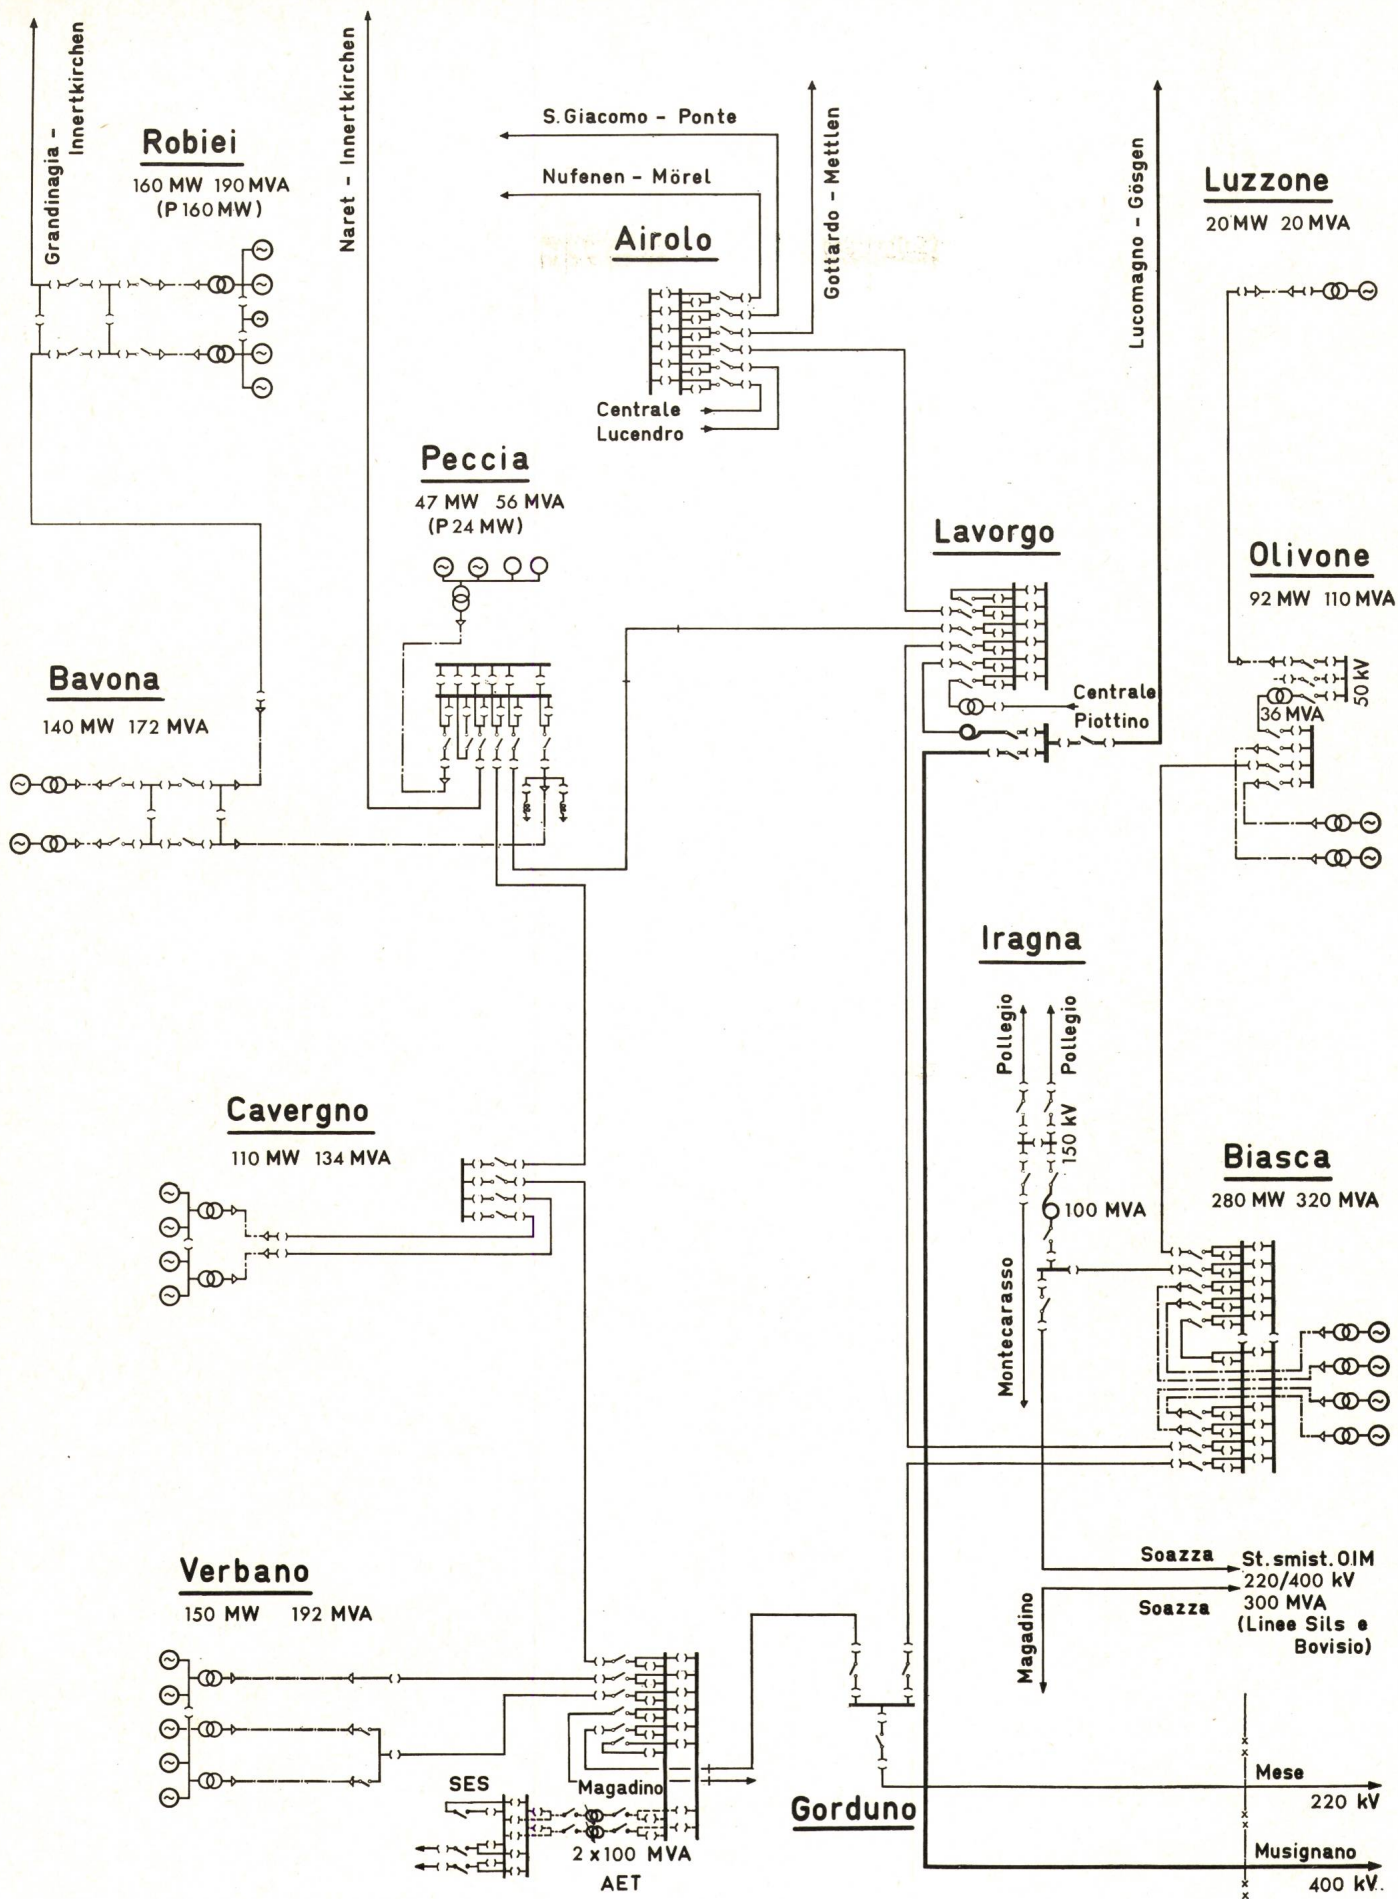 Grandinagia -
Innertkirchen
Robiei
160 MW 190 MVA
(P 160 MW)
Naret - Innertkirchen
S. Giacomo - Ponte
Nufenen - Mörel
Airolo
Gottardo - Mettlen
Centrale
Lucendro
Lucomagno - Gösgen
Luzzone
20 MW 20 MVA
Peccia
47 MW 56 MVA
(P 24 MW)
Lavorgo
Centrale
Piottino
Olivone
92 MW 110 MVA
50 kV
36 MVA
Bavona
140 MW 172 MVA
Iragna
Pollegio
Pollegio
150 kV
100 MVA
Montecarasso
Cavergno
110 MW 134 MVA
Biasca
280 MW 320 MVA
Soazza
St. smist. OIM
220/400 kV
300 MVA
(Linee Sils e
Bovisio)
Soazza
Magadino
Verbano
150 MW 192 MVA
SES
Magadino
2 x 100 MVA
AET
Gorduno
Mese
220 kV
Musignano
400 kV